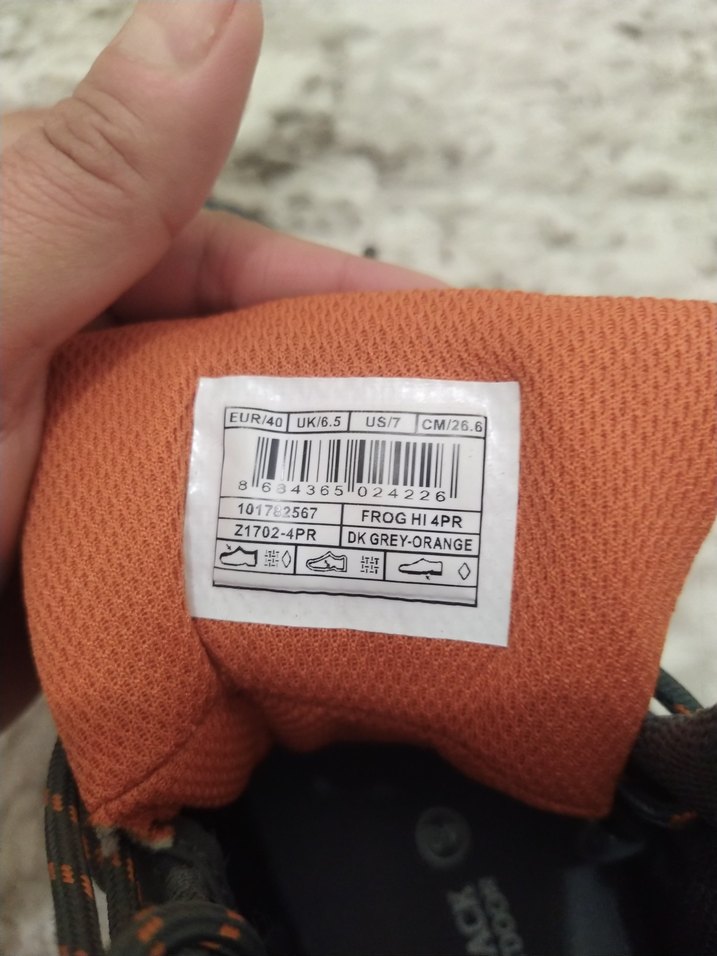 EUR/40 UK/6.5 US/7 CM/26.6
8 684365 024226
101782567 FROG HI 4PR
Z1702-4PR DK GREY-ORANGE
ACK